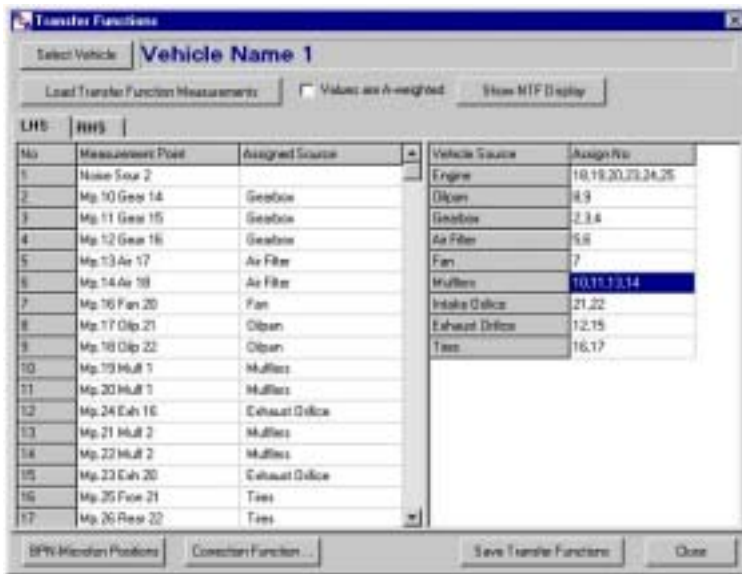 Transfer Functions
Select Vehicle Vehicle Name 1
Load Transfer Function Measurements Values are A-weighted Show NTF Display
LHS RHS
No Measurement Point Assigned Source
1 Noise Sour 2
2 Mp.10 Gear 14 Gearbox
3 Mp.11 Gear 15 Gearbox
4 Mp.12 Gear 16 Gearbox
5 Mp.13 Air 17 Air Filter
6 Mp.14 Air 18 Air Filter
7 Mp.16 Fan 20 Fan
8 Mp.17 Oilp 21 Oilpan
9 Mp.18 Oilp 22 Oilpan
10 Mp.19 Muff 1 Mufflers
11 Mp.20 Muff 1 Mufflers
12 Mp.24 Exh 16 Exhaust Orifice
13 Mp.21 Muff 2 Mufflers
14 Mp.22 Muff 2 Mufflers
15 Mp.23 Exh 20 Exhaust Orifice
16 Mp.25 21 Tires
17 Mp.26 Rear 22 Tires
Vehicle Source Assign No
Engine 18,19,20,23,24,25
Oilpan 8,9
Gearbox 2,3,4
Air Filter 5,6
Fan 7
Mufflers 10,11,13,14
Intake Orifice 21,22
Exhaust Orifice 12,15
Tires 16,17
BPN-Microfon Positions Correction Function ... Save Transfer Functions Close